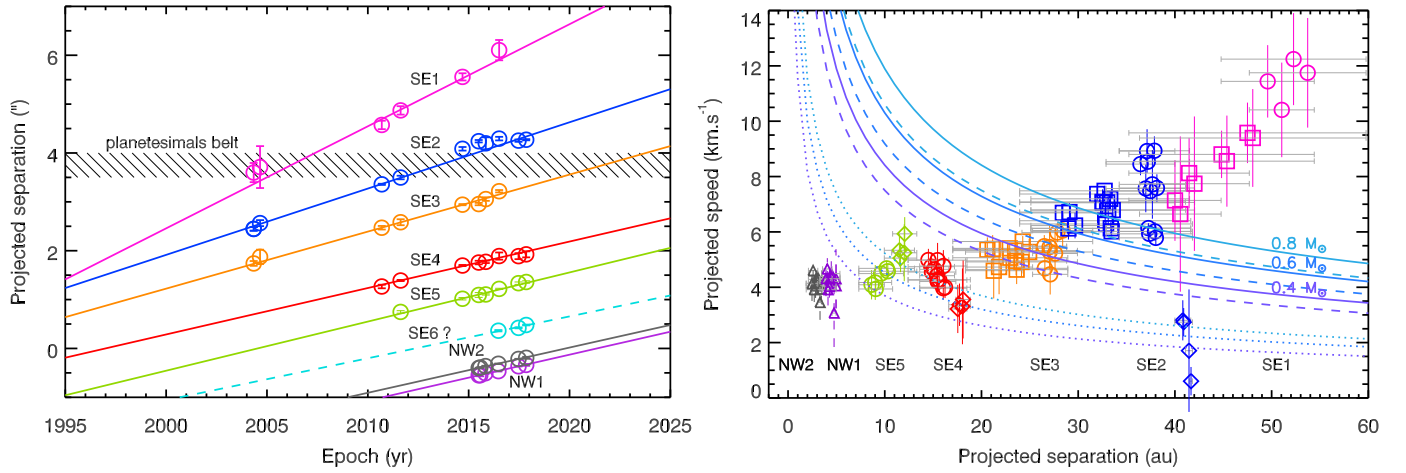 Projected separation (")
6
4
2
0
SE1
planetesimals belt
SE2
SE3
SE4
SE5
SE6 ?
NW2
NW1
1995 2000 2005 2010 2015 2020 2025
Epoch (yr)
Projected speed (km.s⁻¹)
14
12
10
8
6
4
2
0
0.8 M☉
0.6 M☉
0.4 M☉
NW2 NW1 SE5 SE4 SE3 SE2 SE1
0 10 20 30 40 50 60
Projected separation (au)